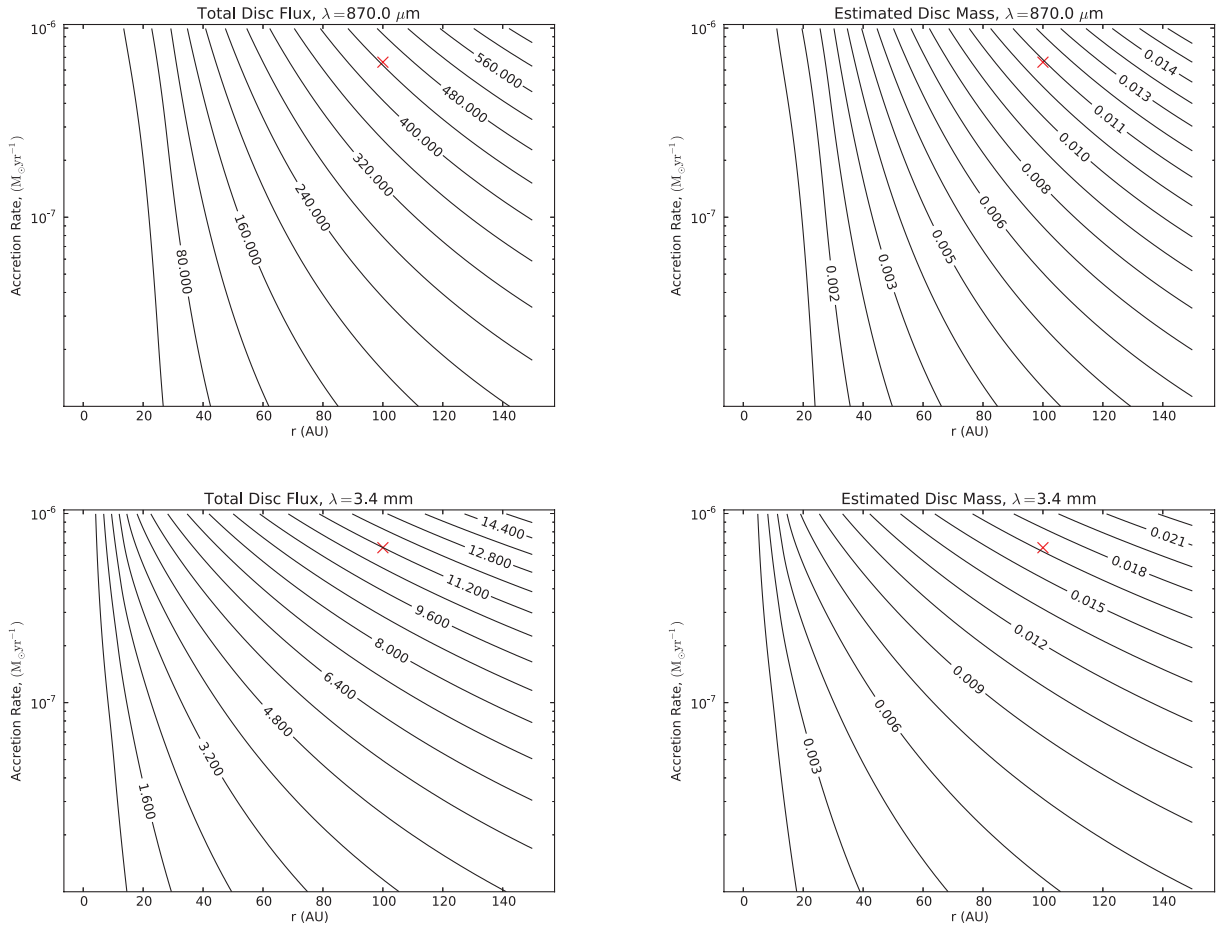 Total Disc Flux, λ=870.0 μm
10⁻⁶
10⁻⁷
Accretion Rate, (M☉yr⁻¹)
80.000
160.000
240.000
320.000
400.000
480.000
560.000
0 20 40 60 80 100 120 140
r (AU)
Estimated Disc Mass, λ=870.0 μm
10⁻⁶
10⁻⁷
Accretion Rate, (M☉yr⁻¹)
0.002
0.003
0.005
0.006
0.008
0.010
0.011
0.013
0.014
0 20 40 60 80 100 120 140
r (AU)
Total Disc Flux, λ=3.4 mm
10⁻⁶
10⁻⁷
Accretion Rate, (M☉yr⁻¹)
1.600
3.200
4.800
6.400
8.000
9.600
11.200
12.800
14.400
0 20 40 60 80 100 120 140
r (AU)
Estimated Disc Mass, λ=3.4 mm
10⁻⁶
10⁻⁷
Accretion Rate, (M☉yr⁻¹)
0.003
0.006
0.009
0.012
0.015
0.018
0.021
0 20 40 60 80 100 120 140
r (AU)